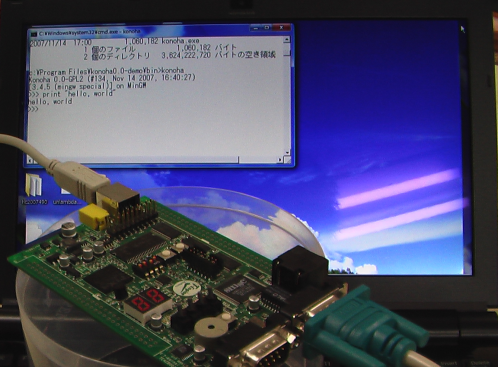 C:¥Windows¥system32¥cmd.exe - konoha
2007/11/14 17:00 1,060,182 konoha.exe
1 個のファイル 1,060,182 バイト
2 個のディレクトリ 3,624,222,720 バイトの空き領域
c:¥Program Files¥konoha0.0-demo¥bin>konoha
Konoha 0.0-GPL2 (#134, Nov 14 2007, 16:40:27)
[3.4.5 (mingw special)] on MinGW
>>> print "hello, world"
hello, world
>>>